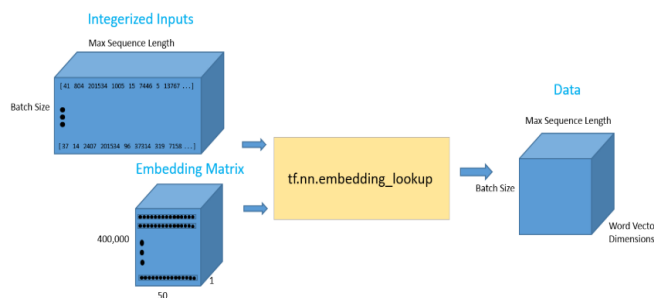 Integerized Inputs
Max Sequence Length
[41 804 201534 1005 15 7446 5 13767 ...]
Batch Size
[37 14 2407 201534 96 37314 319 7158 ...]
Embedding Matrix
400,000
50
1
tf.nn.embedding_lookup
Data
Max Sequence Length
Batch Size
Word Vecto
Dimensions